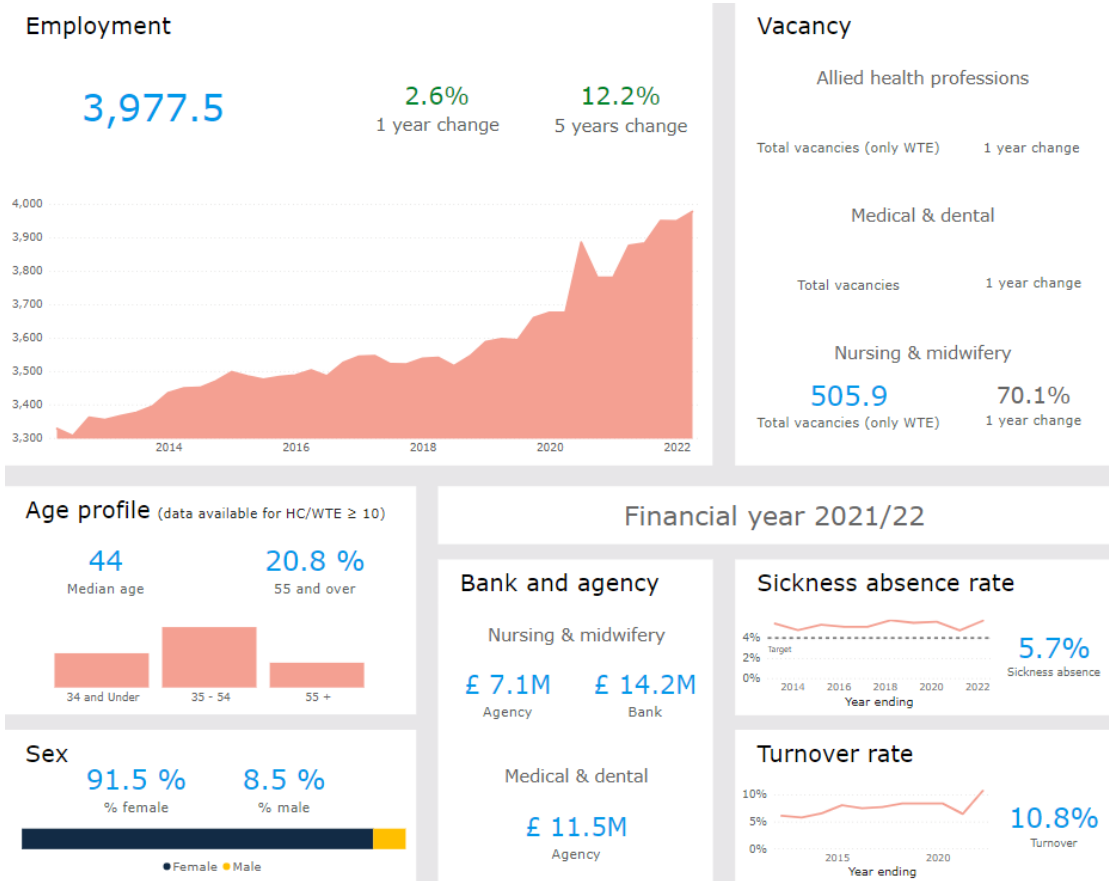 Employment
3,977.5
2.6%
1 year change
12.2%
5 years change
4,000
3,900
3,800
3,700
3,600
3,500
3,400
3,300
2014 2016 2018 2020 2022
Vacancy
Allied health professions
Total vacancies (only WTE) 1 year change
Medical & dental
Total vacancies 1 year change
Nursing & midwifery
505.9 70.1%
Total vacancies (only WTE) 1 year change
Age profile (data available for HC/WTE ≥ 10)
44 20.8 %
Median age 55 and over
34 and Under 35 - 54 55 +
Sex
91.5 % 8.5 %
% female % male
Female Male
Financial year 2021/22
Bank and agency
Nursing & midwifery
£ 7.1M £ 14.2M
Agency Bank
Medical & dental
£ 11.5M
Agency
Sickness absence rate
4%
Target
2%
0%
2014 2016 2018 2020 2022
Year ending
5.7%
Sickness absence
Turnover rate
10%
5%
0%
2015 2020
Year ending
10.8%
Turnover